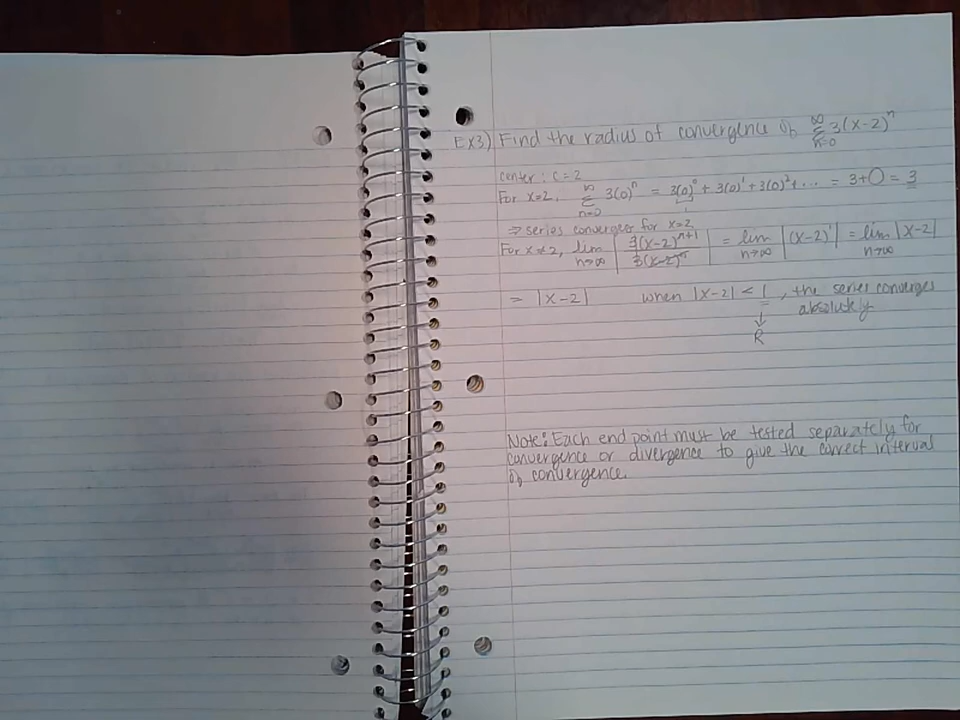 Ex3.) Find the radius of convergence of ∞ Σ n=0 3(x-2)^n
center: c=2
For x=2, ∞ Σ n=0 3(0)^n = 3(0)^0 + 3(0)^1 + 3(0)^2 + ... = 3+0 = 3
⇒ series converges for x=2
For x≠2, lim n→∞ | 3(x-2)^n+1 / 3(x-2)^n | = lim n→∞ |(x-2)^1| = lim n→∞ |x-2|
= |x-2| when |x-2| < 1, the series converges
absolutely
↓
R
Note: Each end point must be tested separately for
convergence or divergence to give the correct interval
of convergence.